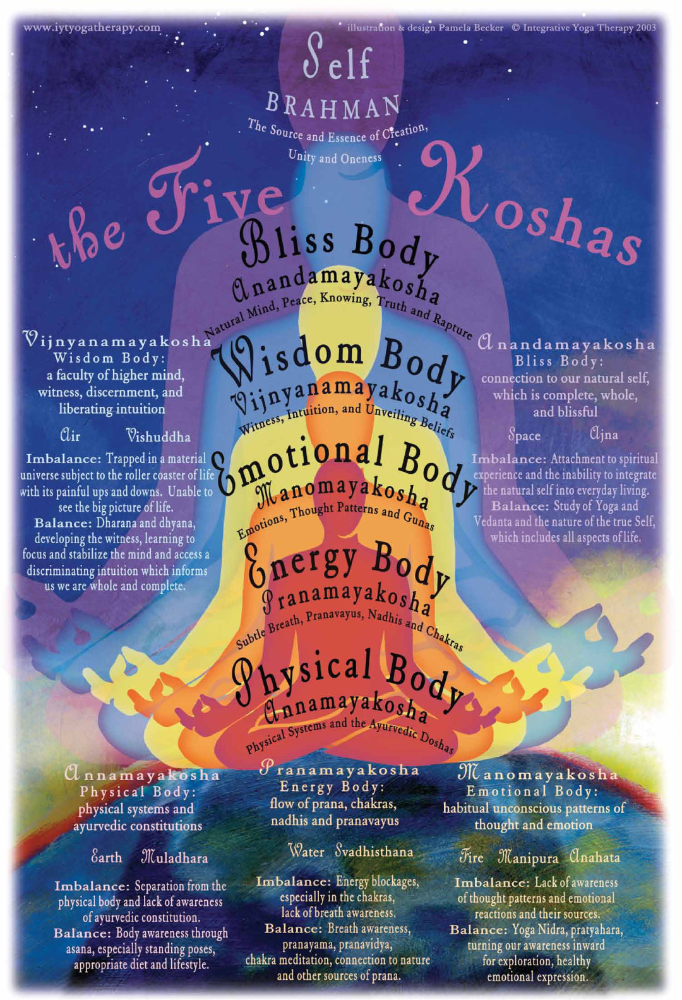 www.iytyogatherapy.com
illustration & design Pamela Becker © Integrative Yoga Therapy 2003
Self
BRAHMAN
The Source and Essence of Creation,
Unity and Oneness
the Five Koshas
Bliss Body
Anandamayakosha
Natural Mind, Peace, Knowing, Truth and Rapture
Wisdom Body
Vijnyanamayakosha
Witness, Intuition, and Unveiling Beliefs
Emotional Body
Manomayakosha
Emotions, Thought Patterns and Gunas
Energy Body
Pranamayakosha
Subtle Breath, Pranavayus, Nadhis and Chakras
Physical Body
Annamayakosha
Physical Systems and the Ayurvedic Doshas
Vijnyanamayakosha
Wisdom Body:
a faculty of higher mind,
witness, discernment, and
liberating intuition
Air Vishuddha
Imbalance: Trapped in a material
universe subject to the roller coaster of life
with its painful ups and downs. Unable to
see the big picture of life.
Balance: Dharana and dhyana,
developing the witness, learning to
focus and stabilize the mind and access a
discriminating intuition which informs
us we are whole and complete.
Anandamayakosha
Bliss Body:
connection to our natural self,
which is complete, whole,
and blissful
Space Ajna
Imbalance: Attachment to spiritual
experience and the inability to integrate
the natural self into everyday living.
Balance: Study of Yoga and
Vedanta and the nature of the true Self,
which includes all aspects of life.
Annamayakosha
Physical Body:
physical systems and
ayurvedic constitutions
Earth Muladhara
Imbalance: Separation from the
physical body and lack of awareness
of ayurvedic constitution.
Balance: Body awareness through
asana, especially standing poses,
appropriate diet and lifestyle.
Pranamayakosha
Energy Body:
flow of prana, chakras,
nadhis and pranavayus
Water Svadhisthana
Imbalance: Energy blockages,
especially in the chakras,
lack of breath awareness.
Balance: Breath awareness,
pranayama, pranavidya,
chakra meditation, connection to nature
and other sources of prana.
Manomayakosha
Emotional Body:
habitual unconscious patterns of
thought and emotion
Fire Manipura Anahata
Imbalance: Lack of awareness
of thought patterns and emotional
reactions and their sources.
Balance: Yoga Nidra, pratyahara,
turning our awareness inward
for exploration, healthy
emotional expression.